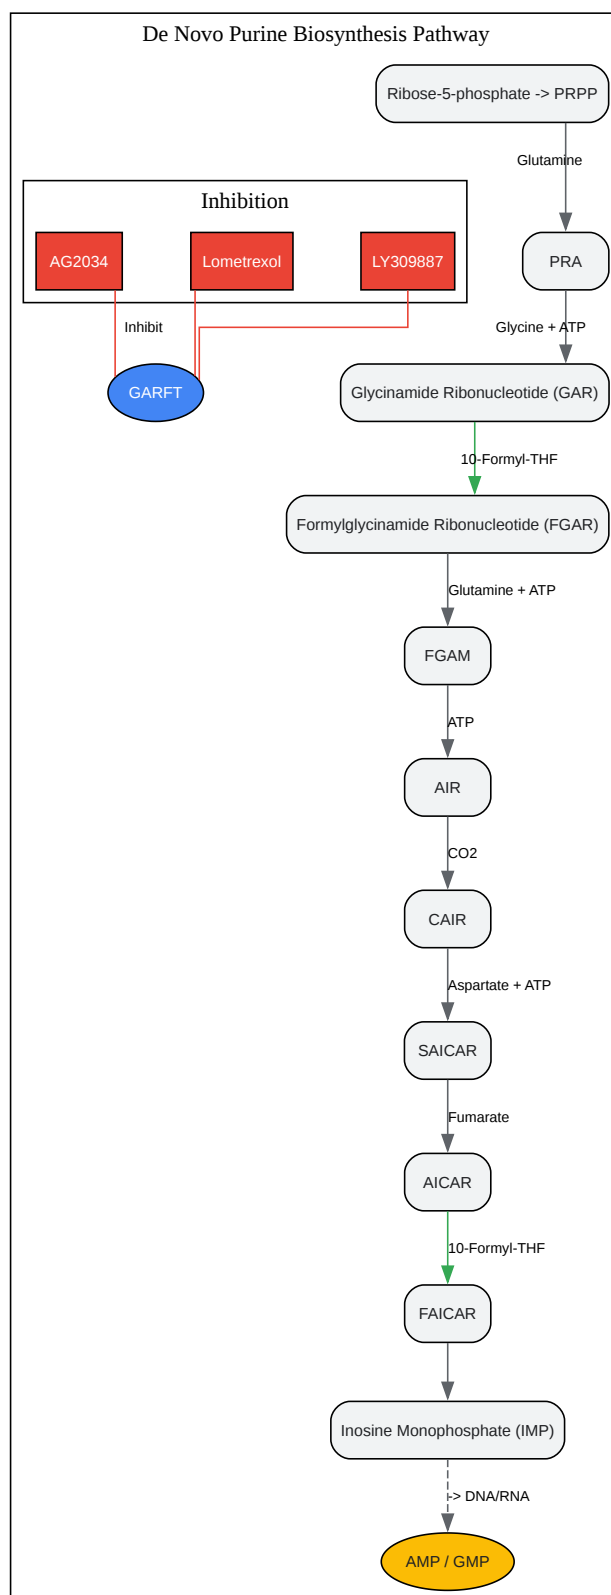 De Novo Purine Biosynthesis Pathway
Ribose-5-phosphate -> PRPP
Glutamine
Inhibition
AG2034
Lometrexol
LY309887
PRA
Inhibit
Glycine + ATP
GARFT
Glycinamide Ribonucleotide (GAR)
10-Formyl-THF
Formylglycinamide Ribonucleotide (FGAR)
Glutamine + ATP
FGAM
ATP
AIR
CO2
CAIR
Aspartate + ATP
SAICAR
Fumarate
AICAR
10-Formyl-THF
FAICAR
Inosine Monophosphate (IMP)
-> DNA/RNA
AMP / GMP